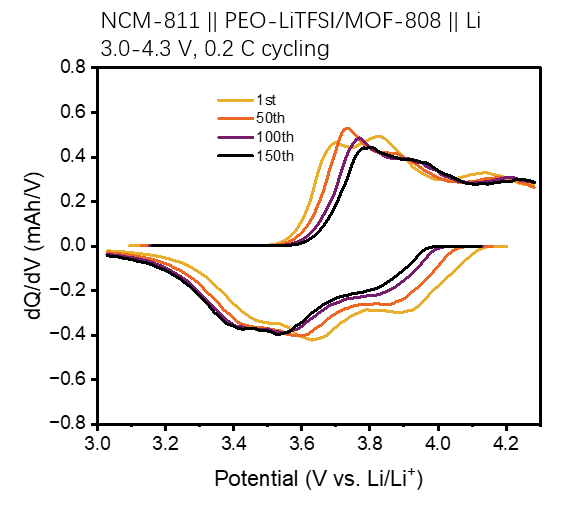 NCM-811 || PEO-LiTFSI/MOF-808 || Li
3.0-4.3 V, 0.2 C cycling
0.8
0.6
0.4
0.2
0.0
−0.2
−0.4
−0.6
−0.8
dQ/dV (mAh/V)
1st
50th
100th
150th
3.0 3.2 3.4 3.6 3.8 4.0 4.2
Potential (V vs. Li/Li⁺)